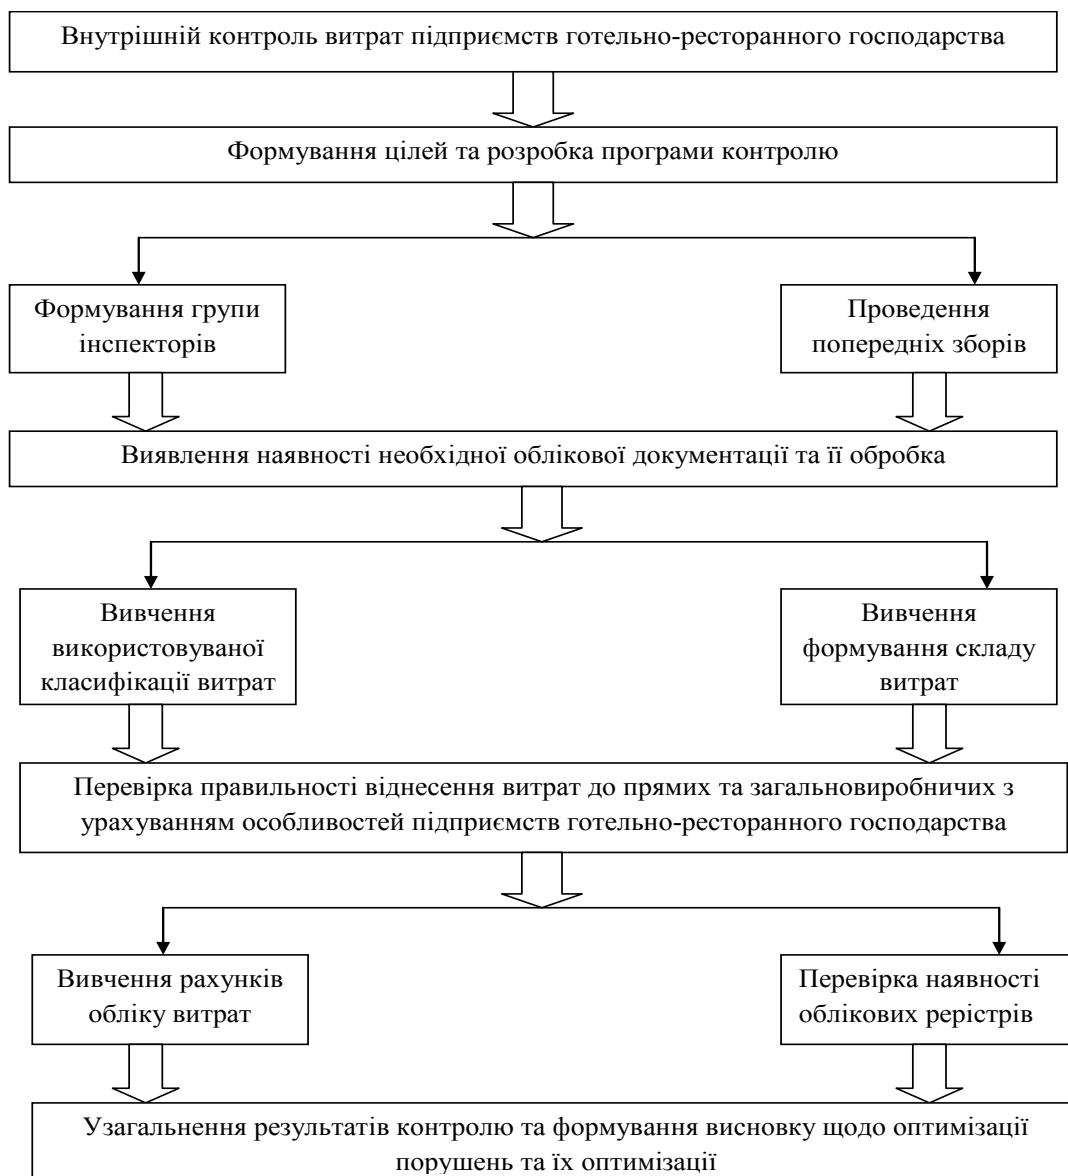 Внутрішній контроль витрат підприємств готельно-ресторанного господарства
Формування цілей та розробка програми контролю
Формування групи
інспекторів
Проведення
попередніх зборів
Виявлення наявності необхідної облікової документації та її обробка
Вивчення
використовуваної
класифікації витрат
Вивчення
формування складу
витрат
Перевірка правильності віднесення витрат до прямих та загальновиробничих з
урахуванням особливостей підприємств готельно-ресторанного господарства
Вивчення рахунків
обліку витрат
Перевірка наявності
облікових рерістрів
Узагальнення результатів контролю та формування висновку щодо оптимізації
порушень та їх оптимізації